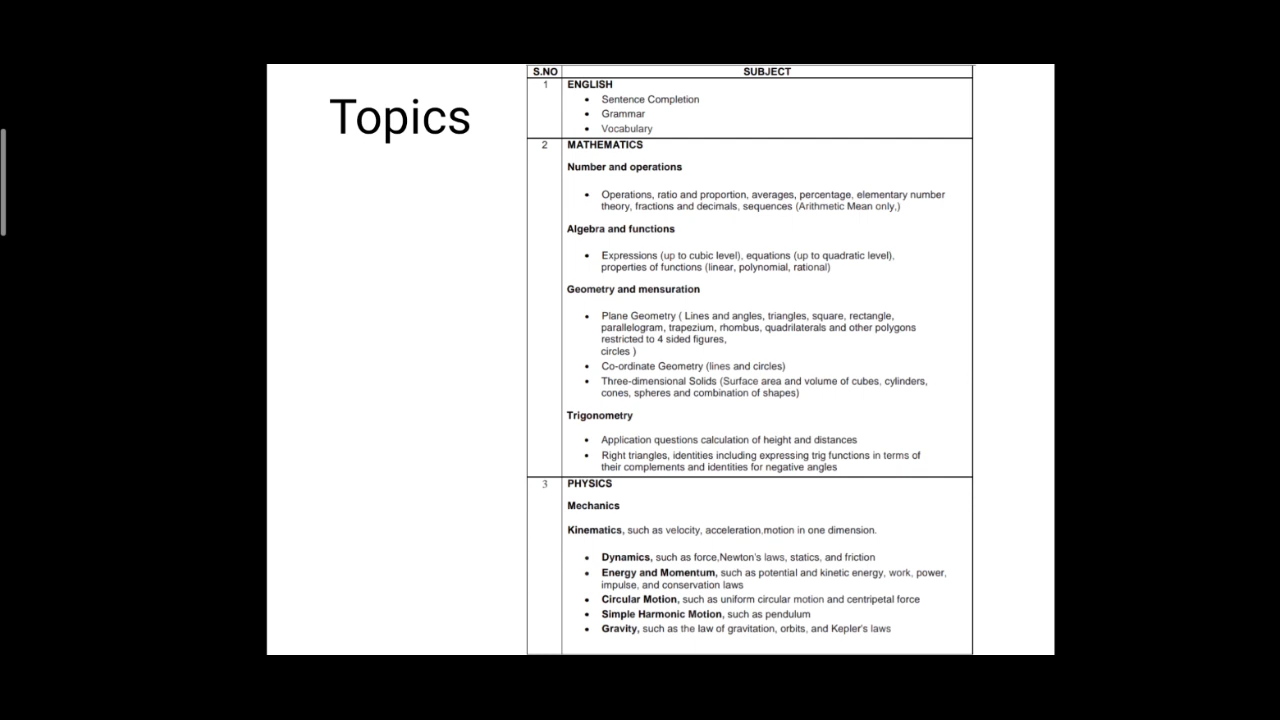 Topics
S.NO SUBJECT
1 ENGLISH
• Sentence Completion
• Grammar
• Vocabulary
2 MATHEMATICS
Number and operations
• Operations, ratio and proportion, averages, percentage, elementary number
theory, fractions and decimals, sequences (Arithmetic Mean only,)
Algebra and functions
• Expressions (up to cubic level), equations (up to quadratic level),
properties of functions (linear, polynomial, rational)
Geometry and mensuration
• Plane Geometry ( Lines and angles, triangles, square, rectangle,
parallelogram, trapezium, rhombus, quadrilaterals and other polygons
restricted to 4 sided figures,
circles )
• Co-ordinate Geometry (lines and circles)
• Three-dimensional Solids (Surface area and volume of cubes, cylinders,
cones, spheres and combination of shapes)
Trigonometry
• Application questions calculation of height and distances
• Right triangles, identities including expressing trig functions in terms of
their complements and identities for negative angles
3 PHYSICS
Mechanics
Kinematics, such as velocity, acceleration,motion in one dimension.
• Dynamics, such as force,Newton's laws, statics, and friction
• Energy and Momentum, such as potential and kinetic energy, work, power,
impulse, and conservation laws
• Circular Motion, such as uniform circular motion and centripetal force
• Simple Harmonic Motion, such as pendulum
• Gravity, such as the law of gravitation, orbits, and Kepler's laws